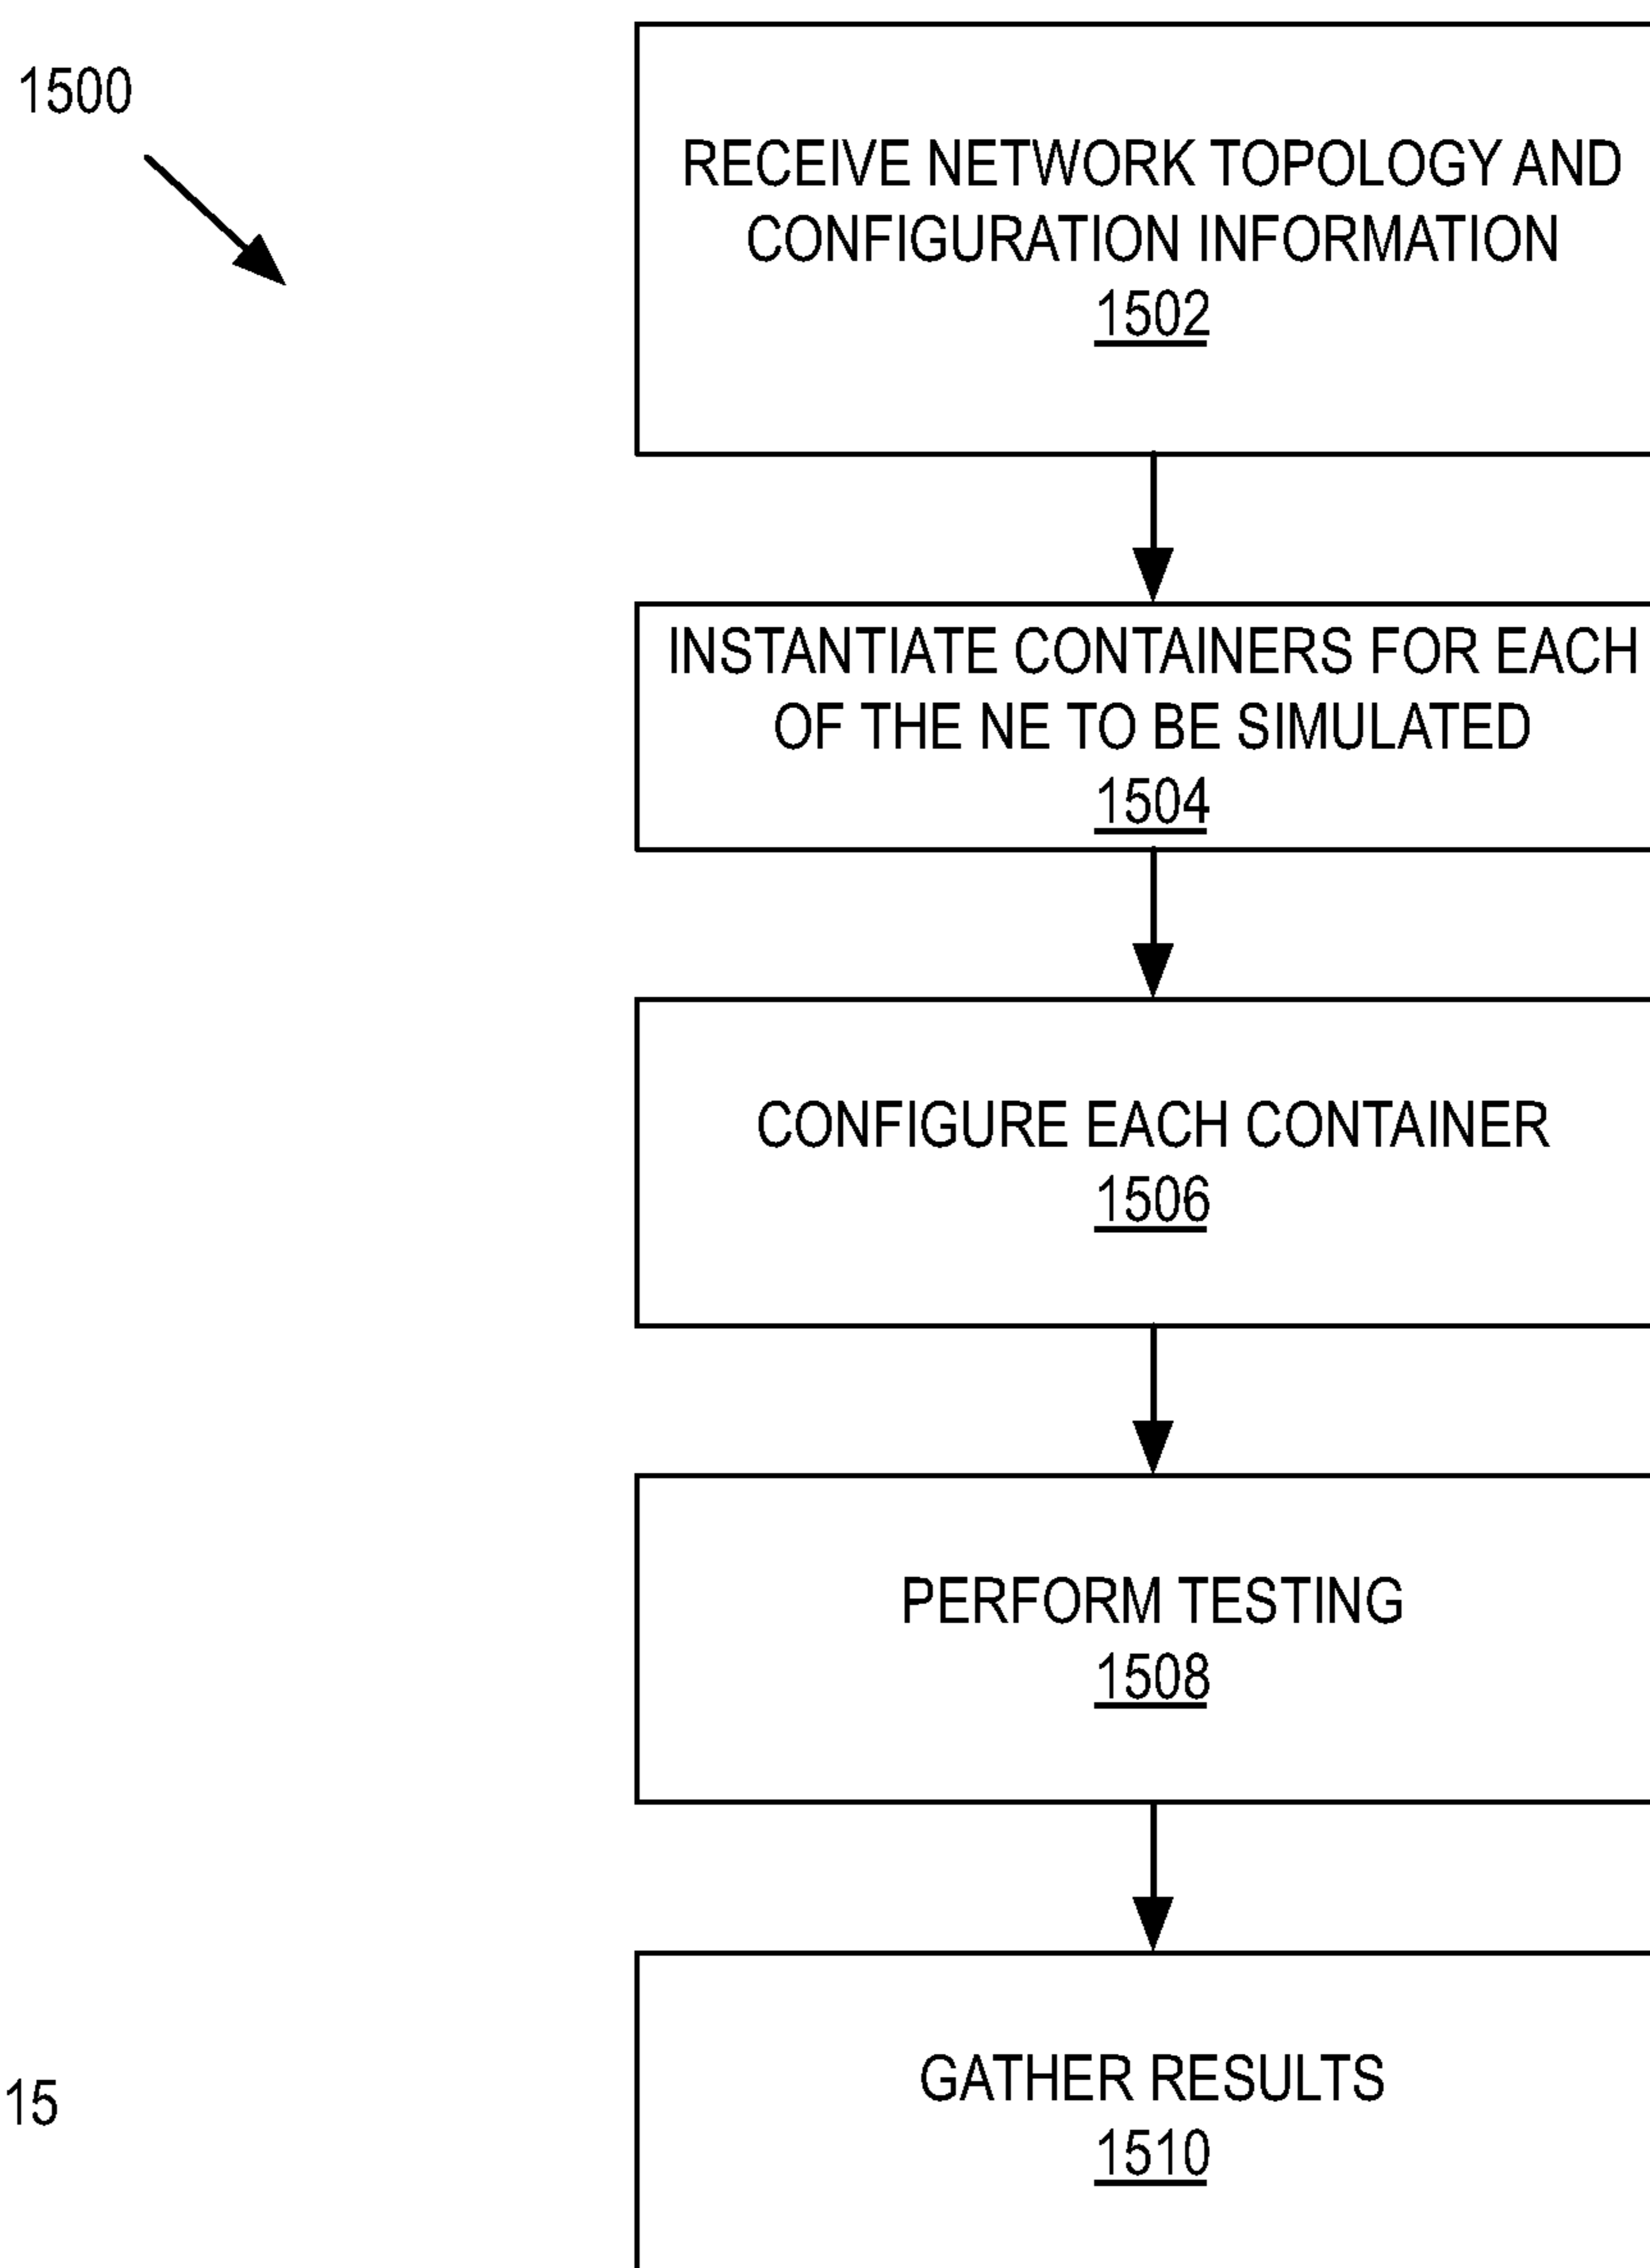 1500
RECEIVE NETWORK TOPOLOGY AND
CONFIGURATION INFORMATION
1502
INSTANTIATE CONTAINERS FOR EACH
OF THE NE TO BE SIMULATED
1504
CONFIGURE EACH CONTAINER
1506
PERFORM TESTING
1508
GATHER RESULTS
1510
15